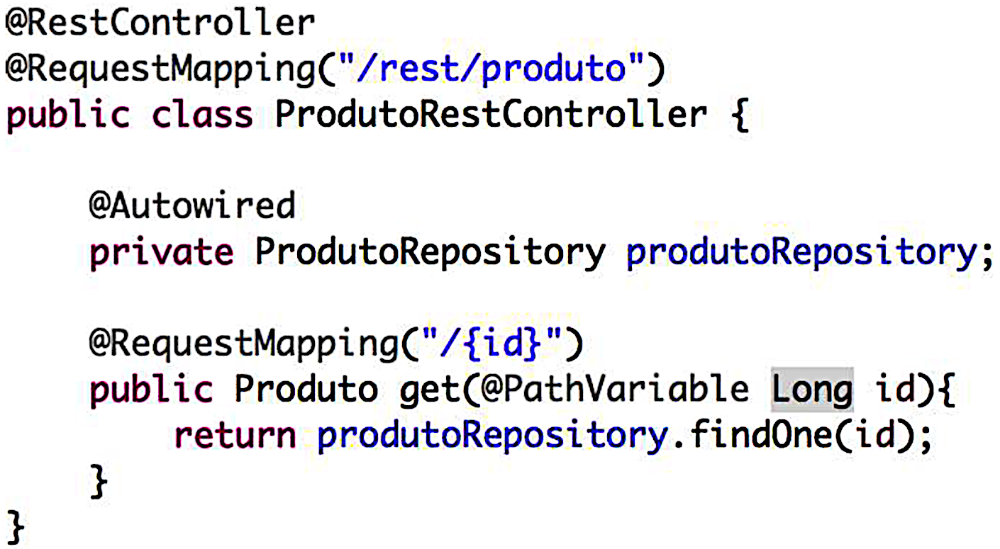 @RestController
@RequestMapping("/rest/produto")
public class ProdutoRestController {
@Autowired
private ProdutoRepository produtoRepository;
@RequestMapping("/{id}")
public Produto get(@PathVariable Long id){
return produtoRepository.findOne(id);
}
}